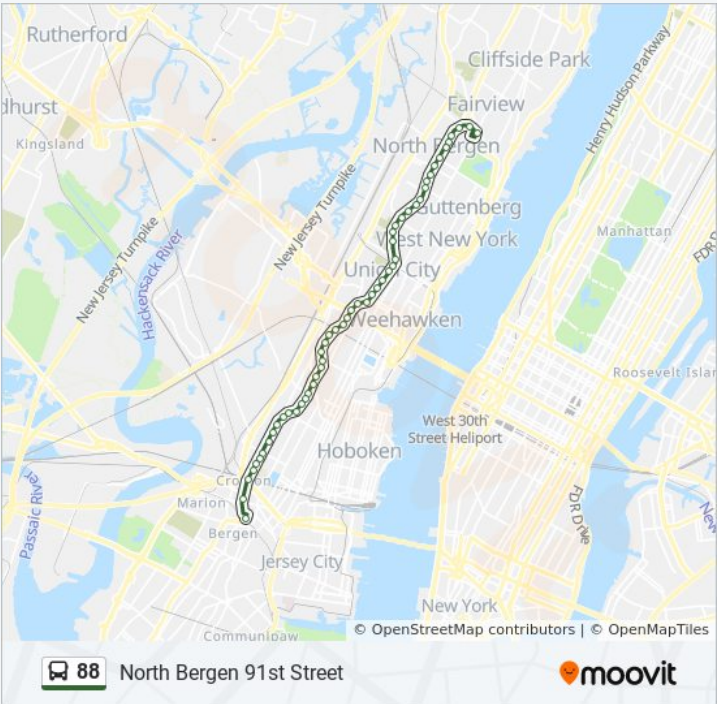 Rutherford
Cliffside Park
dhurst
Fairview
Henry Hudson Parkway
Kingsland
North Bergen
New Jersey Turnpike
Guttenberg
New Jersey Turnpike
Hackensack River
West New York
Manhattan
FDR D
Union City
Weehawken
Roosevelt Islan
West 30th
Street Heliport
Hoboken
Marion
Passaic River
FDR Drive
New
Bergen
Jersey City
New York
Communipaw
© OpenStreetMap contributors | © OpenMapTiles
88 North Bergen 91st Street
moovit